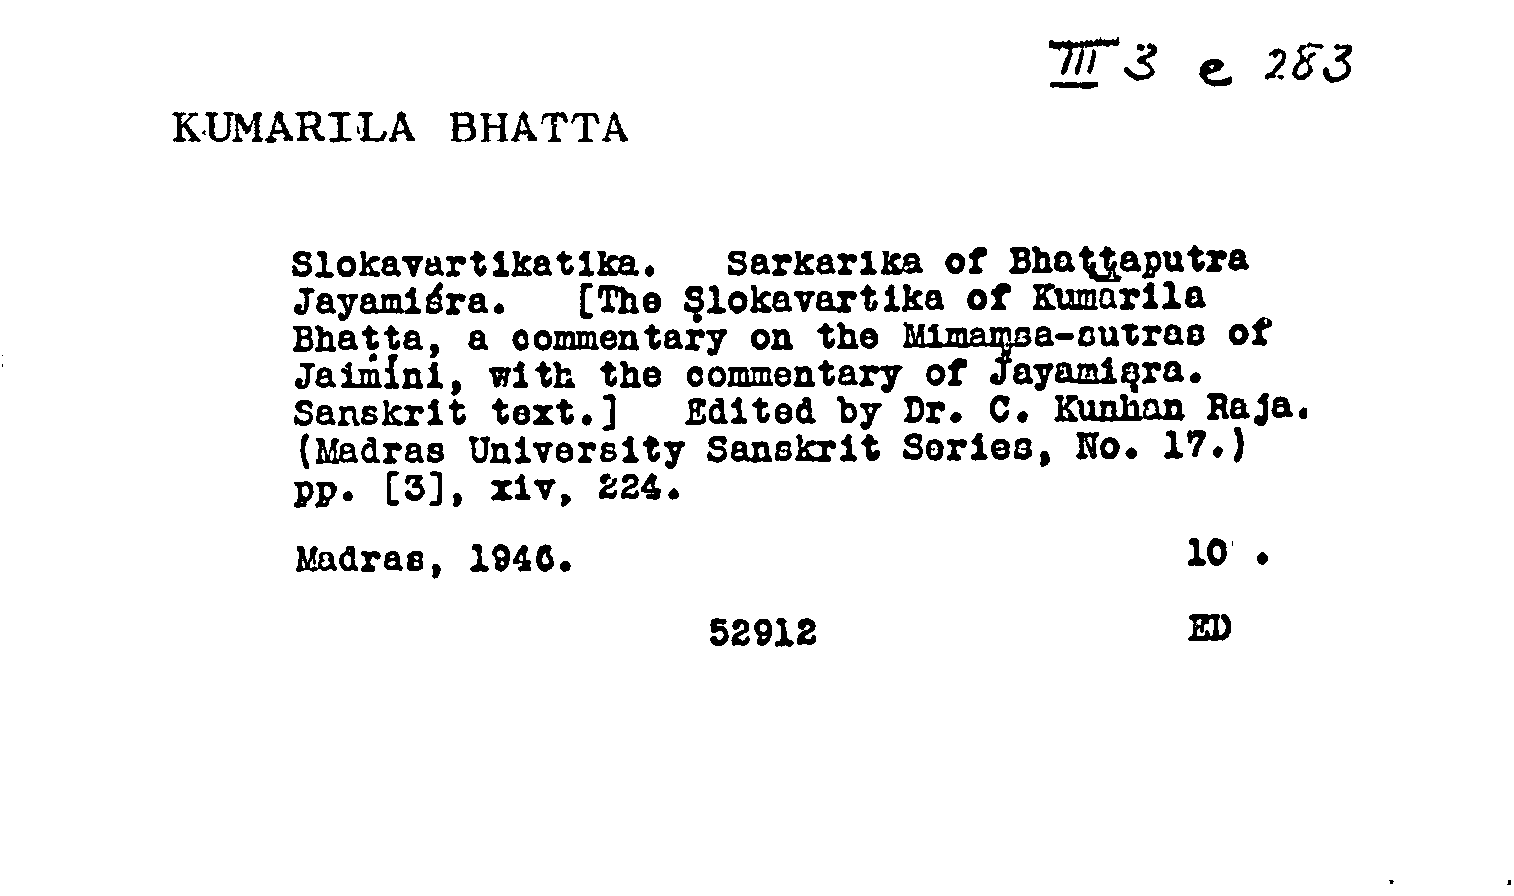 III 3 e 283
KUMARILA BHATTA
Slokavartikatika. Sarkarika of Bhaṭṭaputra
Jayamiśra. [The Ṣlokavartika of Kumarila
Bhaṭṭa, a commentary on the Mimaṃsa-sutras of
Jaimini, with the commentary of Jayamiṣra.
Sanskrit text.] Edited by Dr. C. Kunhan Raja.
(Madras University Sanskrit Series, No. 17.)
pp. [3], xiv, 224.
Madras, 1946. 10 .
52912 ED